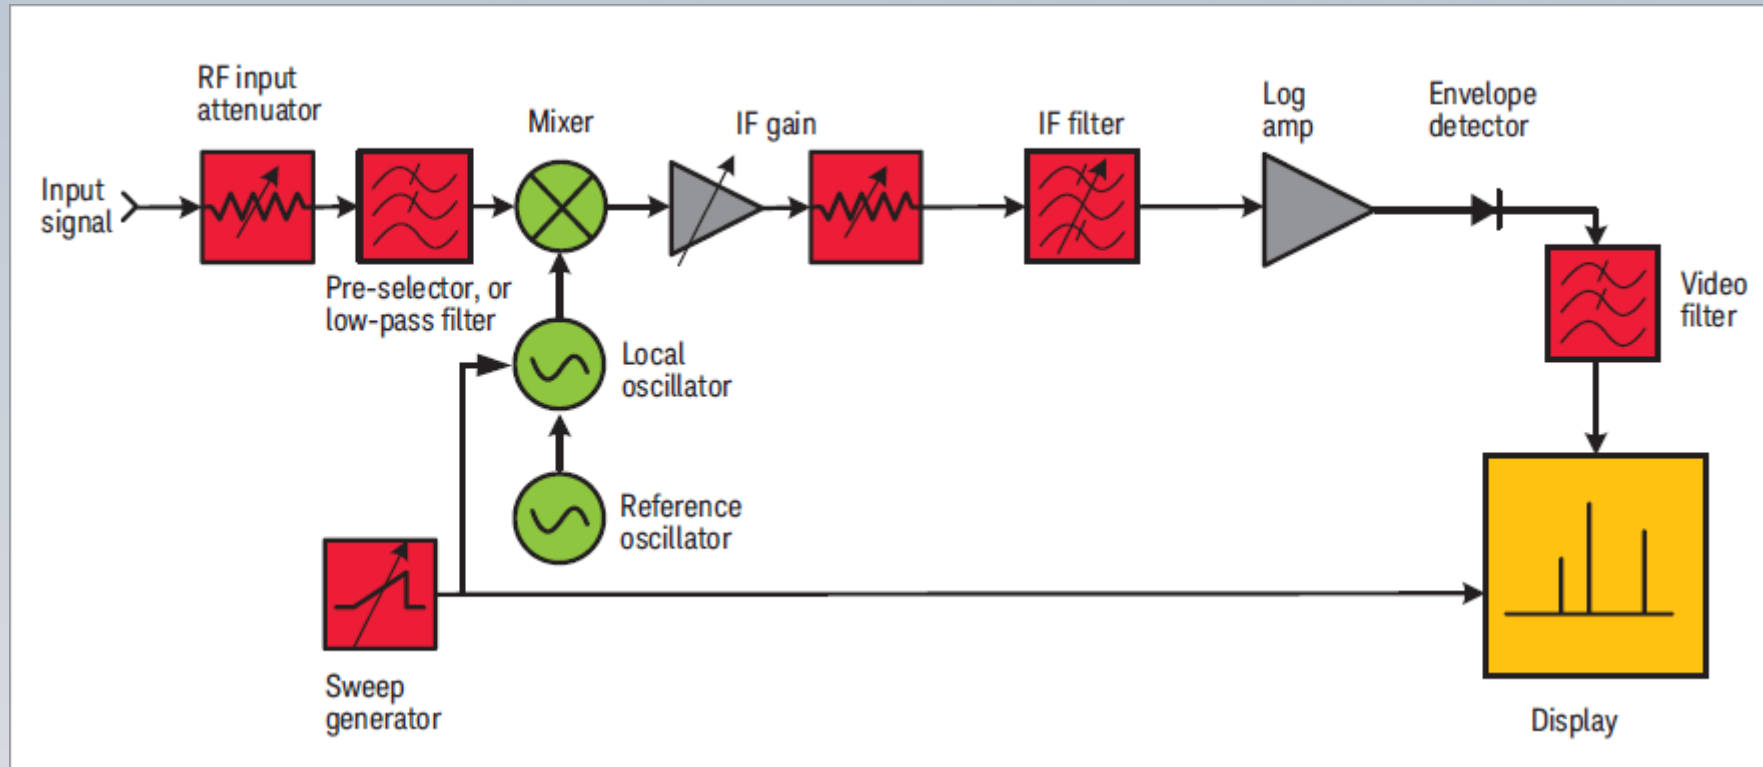 RF input
attenuator
Mixer
IF gain
IF filter
Log
amp
Envelope
detector
Input
signal
Pre-selector, or
low-pass filter
Video
filter
Local
oscillator
Reference
oscillator
Sweep
generator
Display